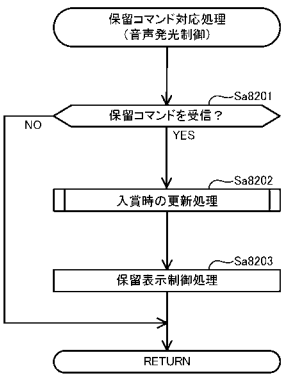 保留コマンド対応処理
(音声発光制御)
Sa8201
保留コマンドを受信？
NO
YES
Sa8202
入賞時の更新処理
Sa8203
保留表示制御処理
RETURN